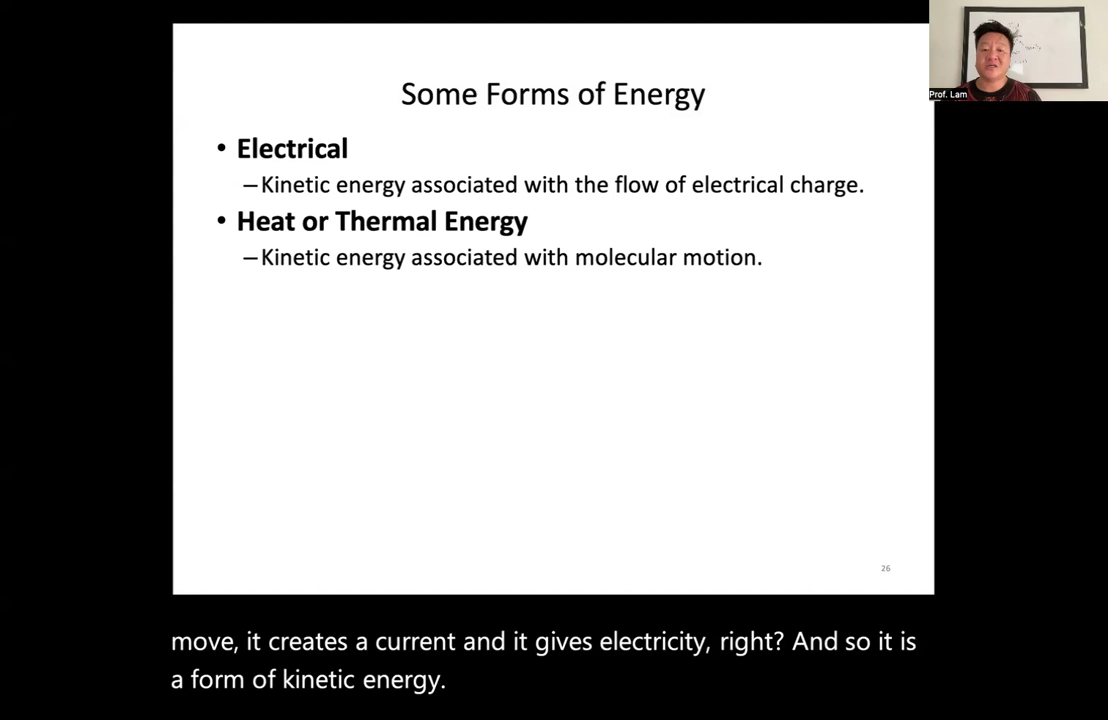 Prof. Lam
Some Forms of Energy
• Electrical
–Kinetic energy associated with the flow of electrical charge.
• Heat or Thermal Energy
–Kinetic energy associated with molecular motion.
26
move, it creates a current and it gives electricity, right? And so it is
a form of kinetic energy.